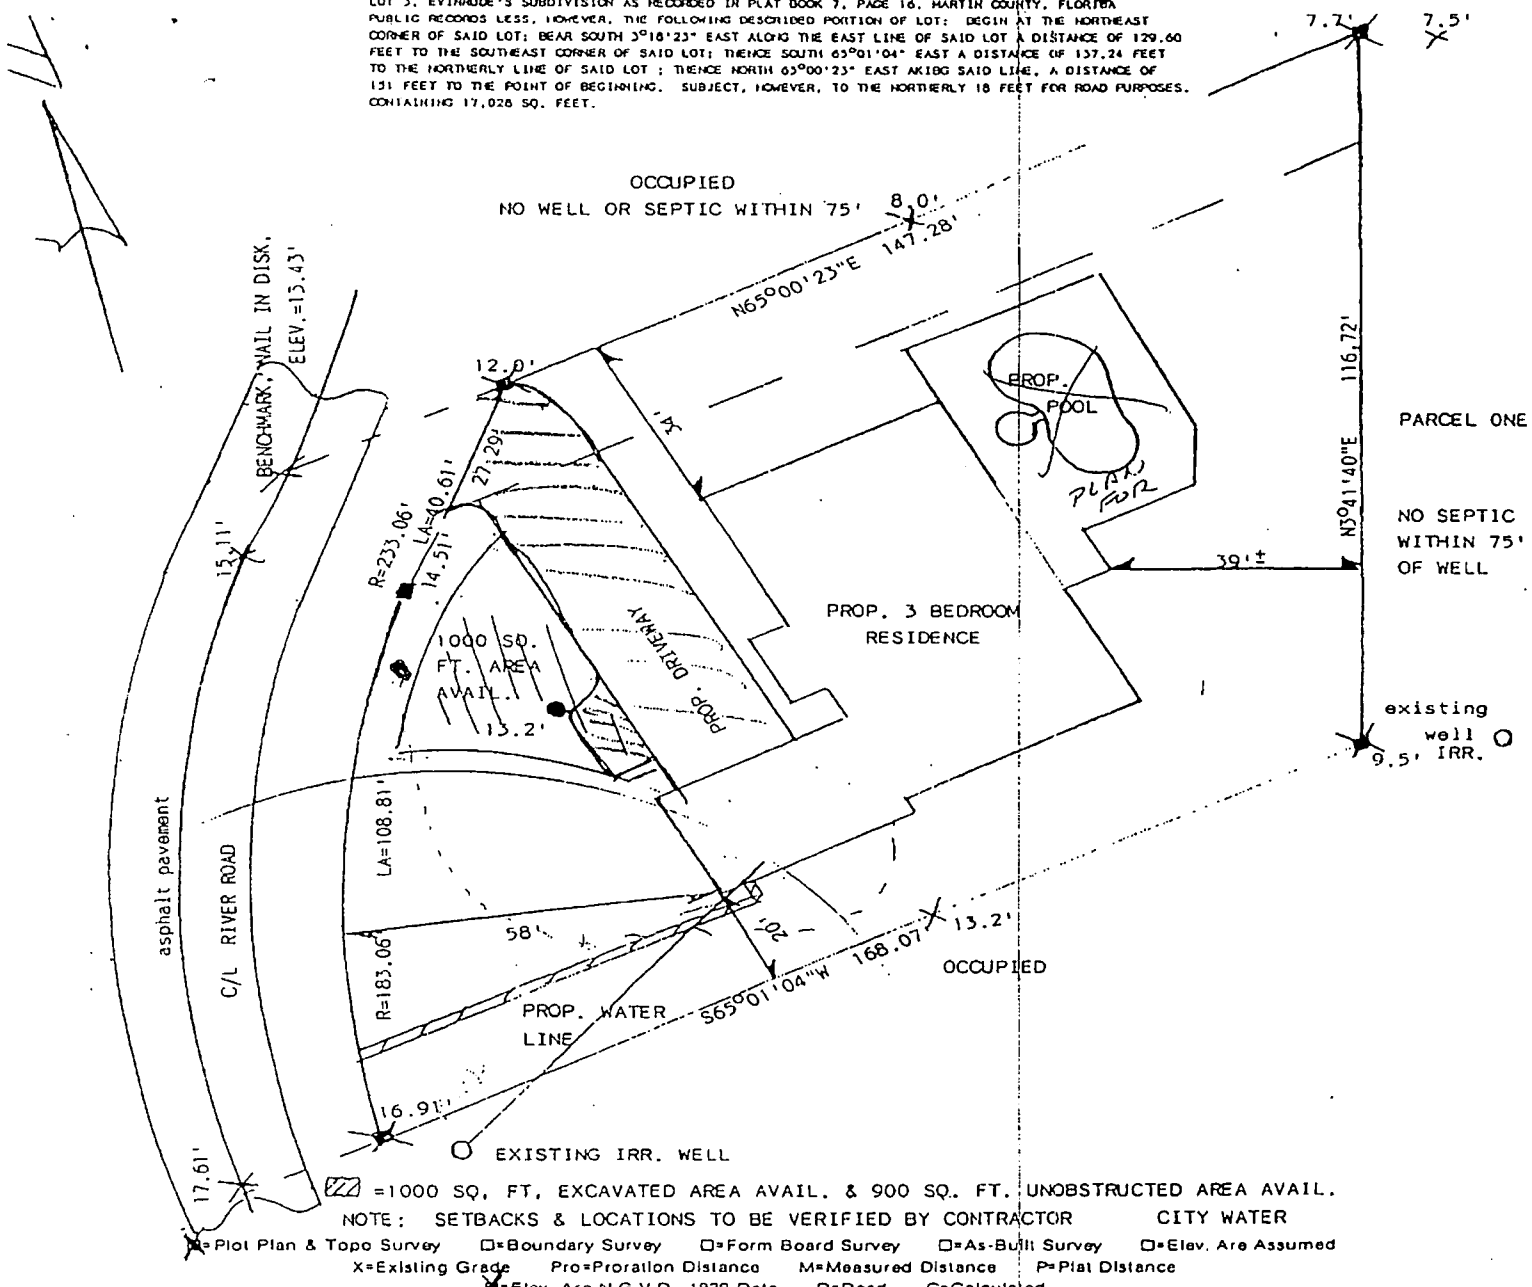 LOT 3, EVINRUDE'S SUBDIVISION AS RECORDED IN PLAT BOOK 7, PAGE 16, MARTIN COUNTY, FLORIDA
PUBLIC RECORDS LESS, HOWEVER, THE FOLLOWING DESCRIBED PORTION OF LOT: BEGIN AT THE NORTHEAST
CORNER OF SAID LOT; BEAR SOUTH 3°18'23" EAST ALONG THE EAST LINE OF SAID LOT A DISTANCE OF 129.60
FEET TO THE SOUTHEAST CORNER OF SAID LOT; THENCE SOUTH 65°01'04" EAST A DISTANCE OF 137.24 FEET
TO THE NORTHERLY LINE OF SAID LOT ; THENCE NORTH 65°00'23" EAST AKIBG SAID LINE, A DISTANCE OF
151 FEET TO THE POINT OF BEGINNING. SUBJECT, HOWEVER, TO THE NORTHERLY 18 FEET FOR ROAD PURPOSES.
CONTAINING 17,028 SQ. FEET.
7.7'
7.5'
OCCUPIED
NO WELL OR SEPTIC WITHIN 75'
8.0'
147.28'
N65°00'23"E
BENCHMARK, NAIL IN DISK,
ELEV.=15.43'
12.0'
34'
PROP.
POOL
PLAN
FOR
116.72'
N3°41'40"E
PARCEL ONE
NO SEPTIC
WITHIN 75'
OF WELL
39'±
27.29'
LA=40.61'
R=233.06'
14.51'
15.11'
1000 SQ.
FT. AREA
AVAIL.
13.2'
PROP. DRIVEWAY
PROP. 3 BEDROOM
RESIDENCE
existing
well
IRR.
9.5'
LA=108.81'
asphalt pavement
C/L RIVER ROAD
R=183.06'
58'
20'
13.2'
168.07'
S65°01'04"W
OCCUPIED
PROP. WATER
LINE
16.91'
17.61'
EXISTING IRR. WELL
=1000 SQ. FT. EXCAVATED AREA AVAIL. & 900 SQ. FT. UNOBSTRUCTED AREA AVAIL.
NOTE: SETBACKS & LOCATIONS TO BE VERIFIED BY CONTRACTOR CITY WATER
=Plot Plan & Topo Survey □=Boundary Survey □=Form Board Survey □=As-Built Survey □=Elev. Are Assumed
X=Existing Grade Pro=Proration Distance M=Measured Distance P=Plat Distance
=Elev. Are N.G.V.D. 1929 Data D=Deed C=Calculated